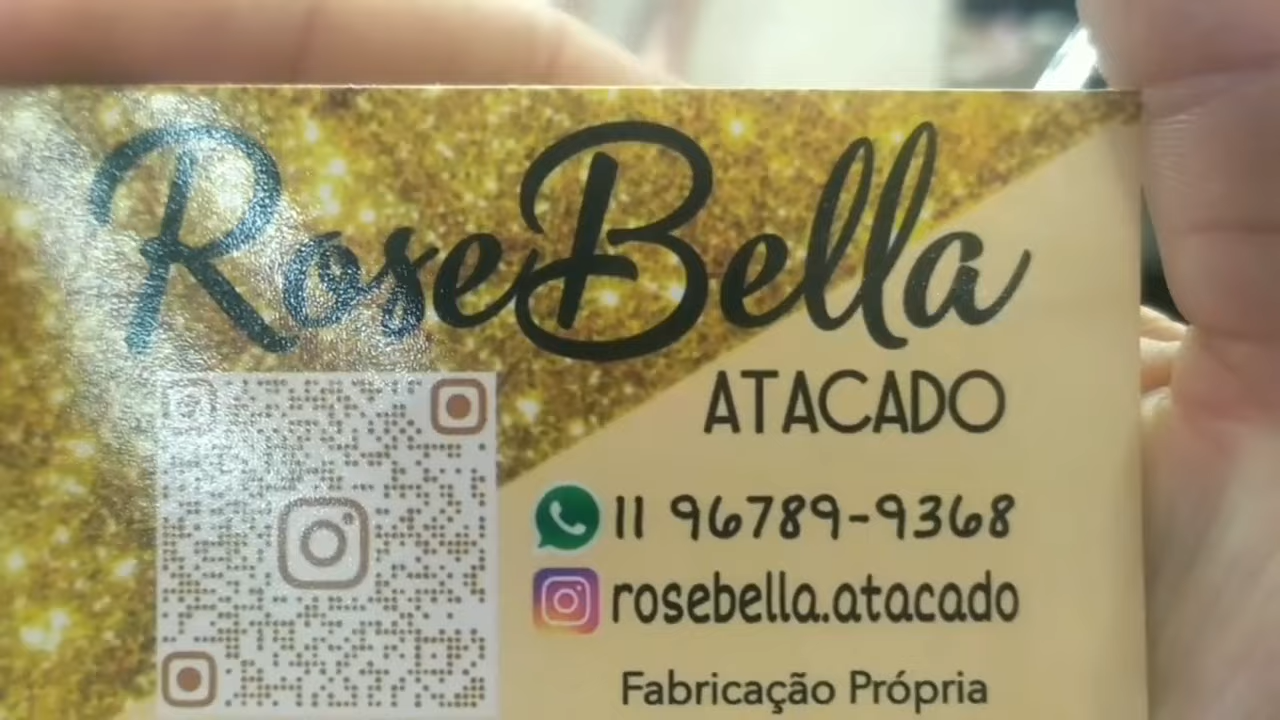 RoseBella
ATACADO
11 96789-9368
rosebella.atacado
Fabricação Própria